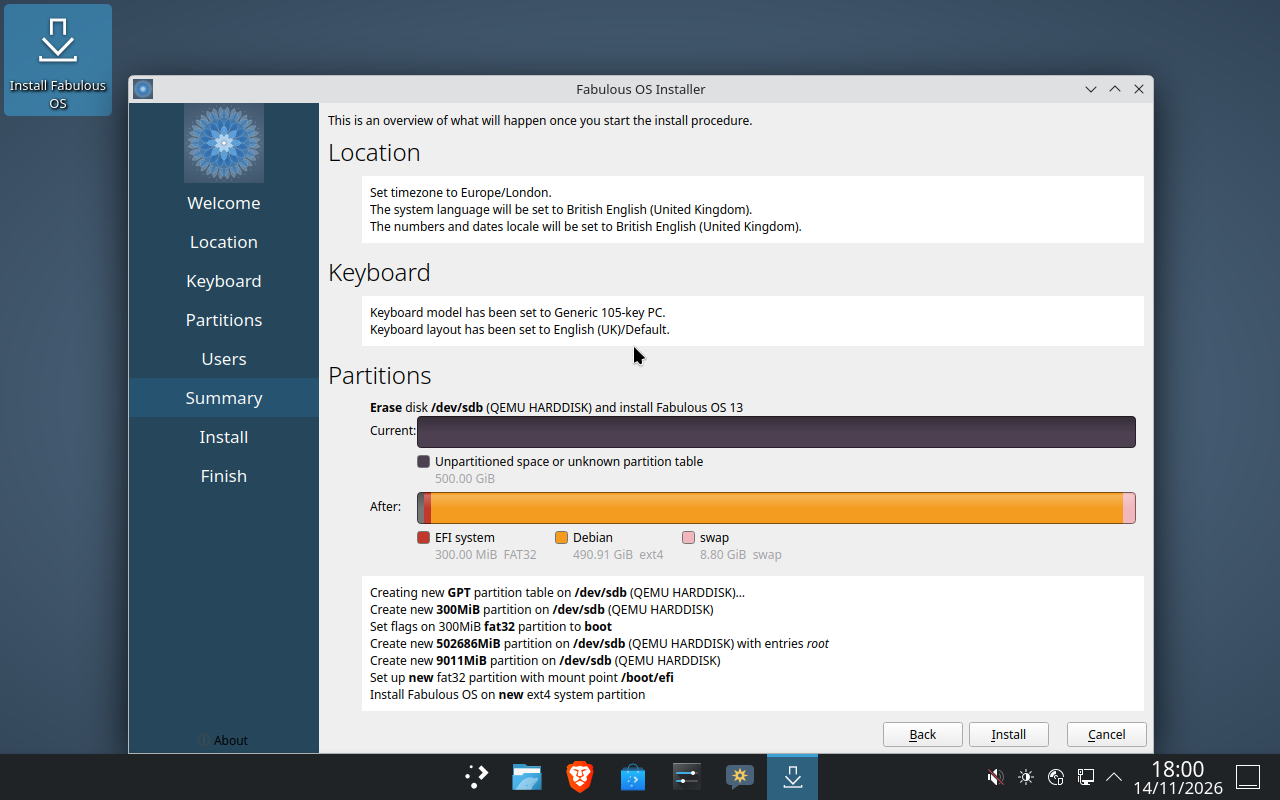 Install Fabulous
OS
Fabulous OS Installer
Welcome
Location
Keyboard
Partitions
Users
Summary
Install
Finish
About
This is an overview of what will happen once you start the install procedure.
Location
Set timezone to Europe/London.
The system language will be set to British English (United Kingdom).
The numbers and dates locale will be set to British English (United Kingdom).
Keyboard
Keyboard model has been set to Generic 105-key PC.
Keyboard layout has been set to English (UK)/Default.
Partitions
Erase disk /dev/sdb (QEMU HARDDISK) and install Fabulous OS 13
Current:
Unpartitioned space or unknown partition table
500.00 GiB
After:
EFI system Debian swap
300.00 MiB FAT32 490.91 GiB ext4 8.80 GiB swap
Creating new GPT partition table on /dev/sdb (QEMU HARDDISK)...
Create new 300MiB partition on /dev/sdb (QEMU HARDDISK)
Set flags on 300MiB fat32 partition to boot
Create new 502686MiB partition on /dev/sdb (QEMU HARDDISK) with entries root
Create new 9011MiB partition on /dev/sdb (QEMU HARDDISK)
Set up new fat32 partition with mount point /boot/efi
Install Fabulous OS on new ext4 system partition
Back Install Cancel
18:00
14/11/2026